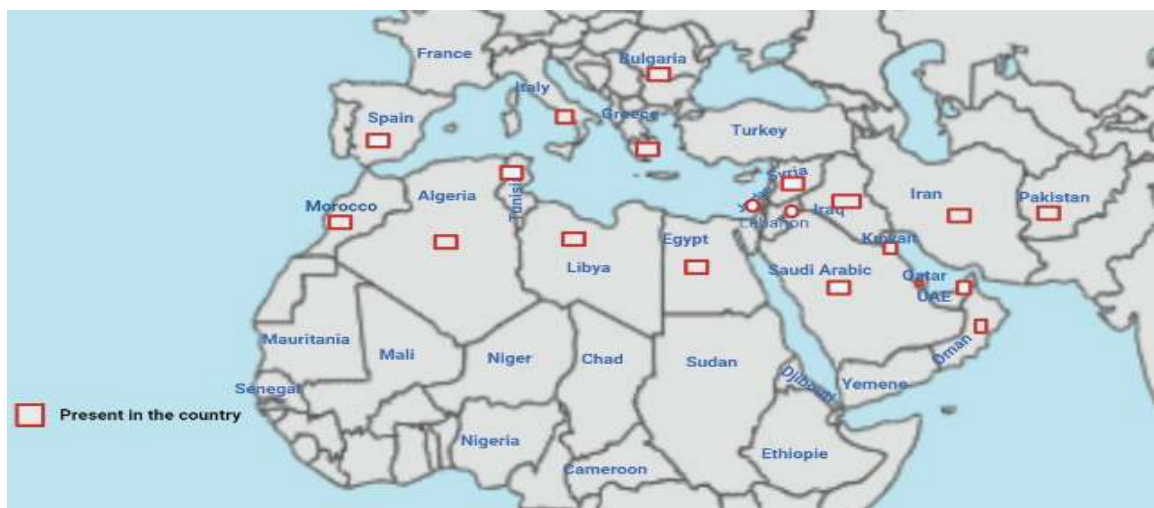 France
Bulgaria
Italy
Greece
Spain
Turkey
Syria
Algeria
Tunisia
Iran
Pakistan
Morocco
Iraq
Lebanon
Egypt
Kuwait
Libya
Saudi Arabic
Qatar
UAE
Mauritania
Mali
Niger
Chad
Sudan
Oman
Djibouti
Yemene
Senegal
Present in the country
Nigeria
Ethiopie
Cameroon